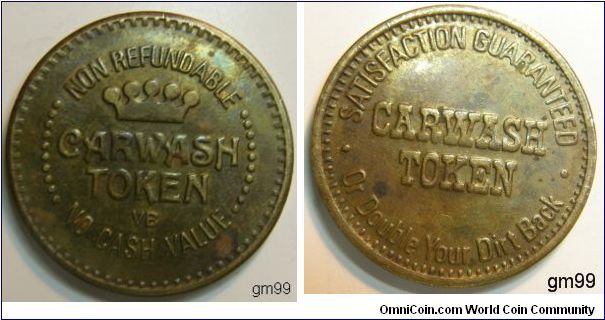 NON REFUNDABLE
CARWASH
TOKEN
VB
NO CASH VALUE
gm99
SATISFACTION GUARANTEED
CARWASH
TOKEN
Or Double Your Dirt Back
gm99
OmniCoin.com World Coin Community